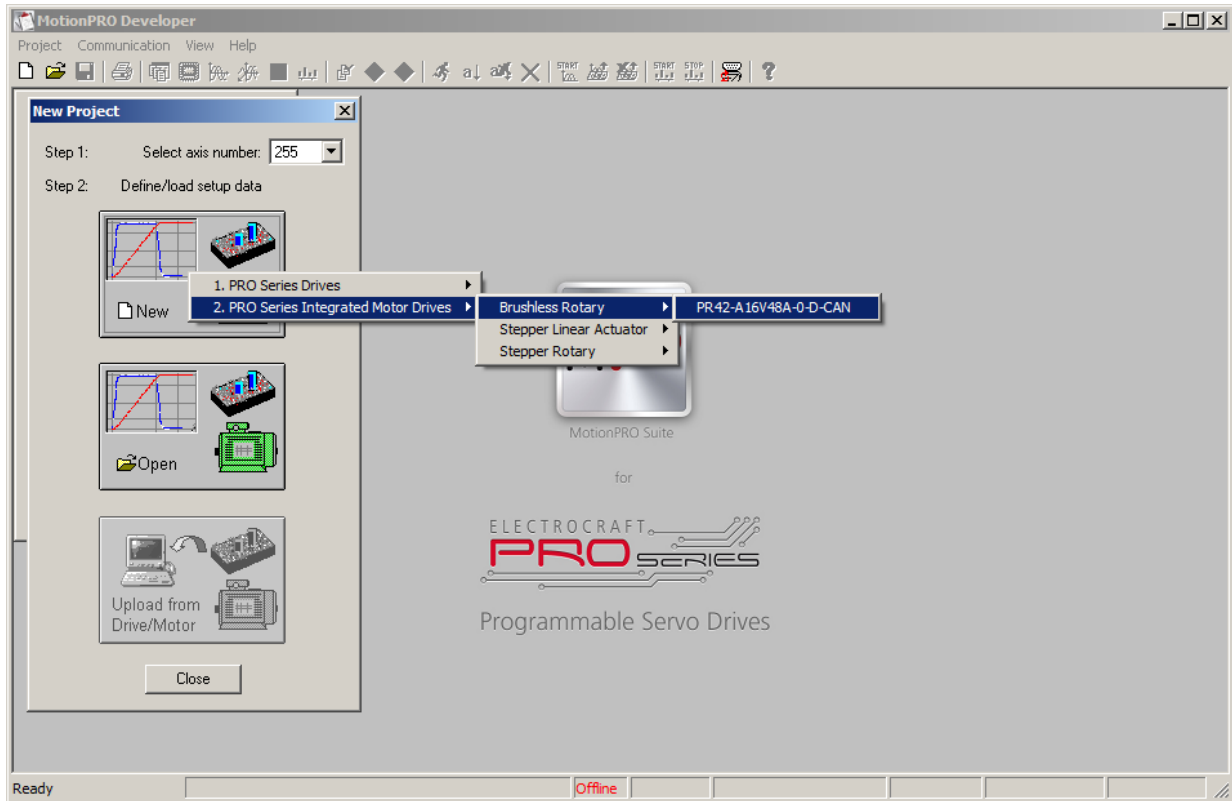 MotionPRO Developer
Project Communication View Help
START START STOP
New Project
Step 1: Select axis number: 255
Step 2: Define/load setup data
New
1. PRO Series Drives
2. PRO Series Integrated Motor Drives
Brushless Rotary
Stepper Linear Actuator
Stepper Rotary
PR42-A16V48A-0-D-CAN
Open
Upload from
Drive/Motor
Close
MotionPRO Suite
for
ELECTROCRAFT
PRO SERIES
Programmable Servo Drives
Ready Offline